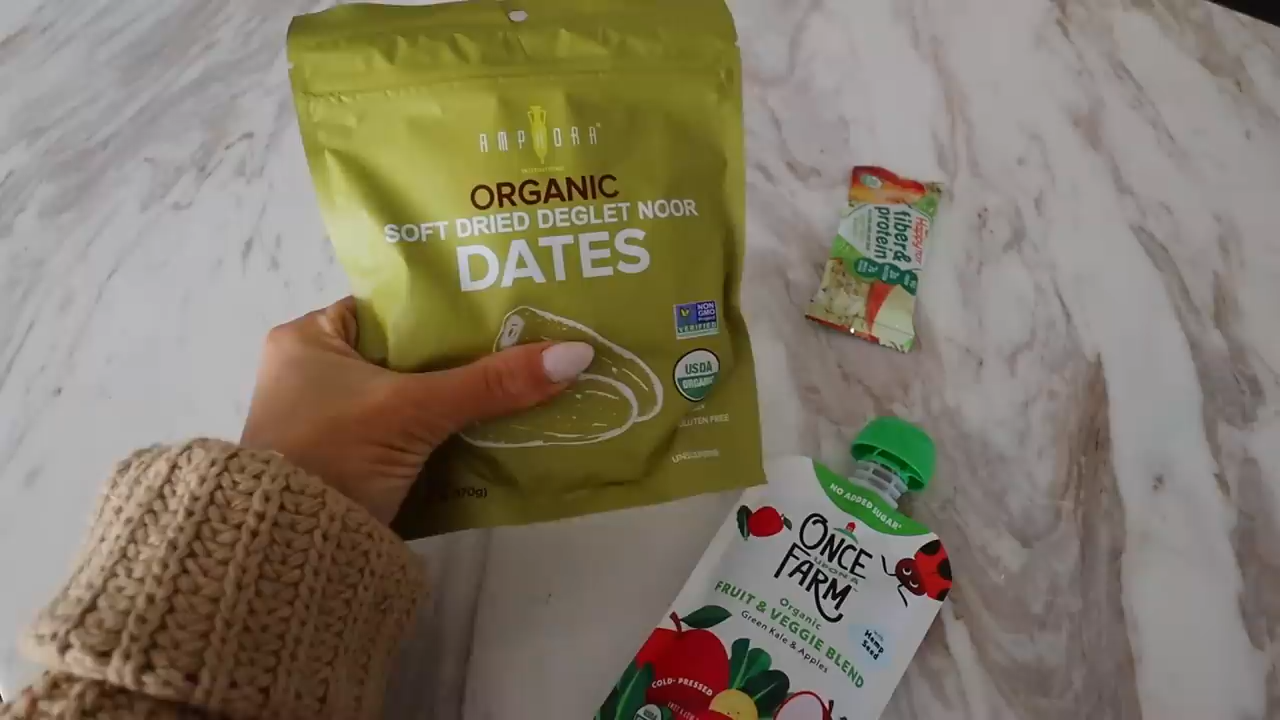 AMPHORA
ORGANIC
SOFT DRIED DEGLET NOOR
DATES
NON
GMO
Project
VERIFIED
USDA
ORGANIC
GLUTEN FREE
fiber&
protein
NO ADDED SUGAR*
ONCE
UPON A
FARM
Organic
FRUIT & VEGGIE BLEND
Green Kale & Apples
Hemp
Seed
COLD-PRESSED